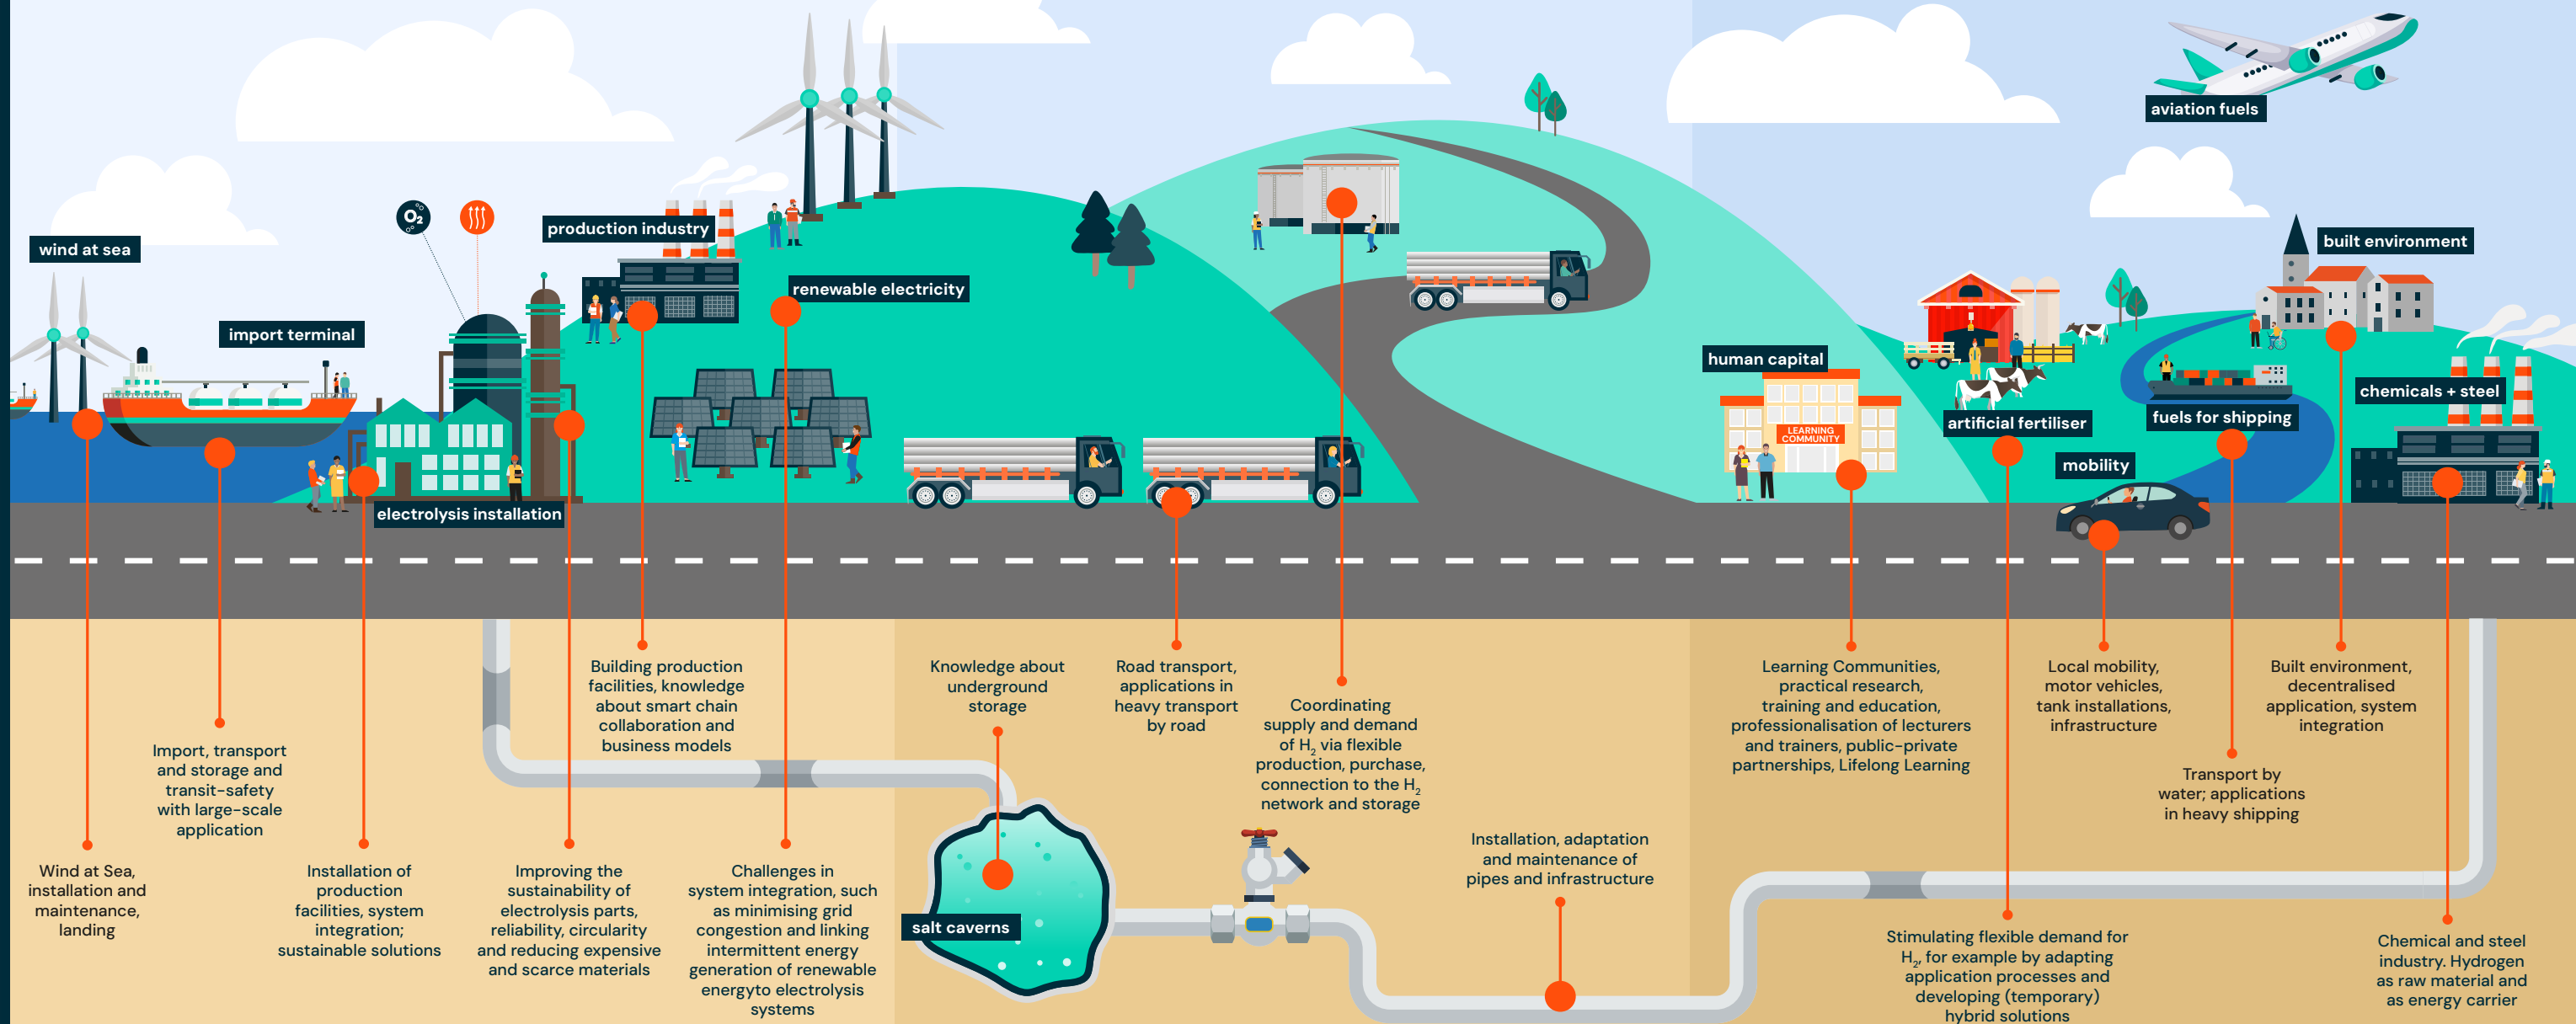 aviation fuels
O₂
production industry
wind at sea
built environment
renewable electricity
import terminal
human capital
chemicals + steel
LEARNING
COMMUNITY
artificial fertiliser
fuels for shipping
mobility
electrolysis installation
Wind at Sea,
installation and
maintenance,
landing
Import, transport
and storage and
transit-safety
with large-scale
application
Installation of
production
facilities, system
integration;
sustainable solutions
Improving the
sustainability of
electrolysis parts,
reliability, circularity
and reducing expensive
and scarce materials
Building production
facilities, knowledge
about smart chain
collaboration and
business models
Challenges in
system integration, such
as minimising grid
congestion and linking
intermittent energy
generation of renewable
energyto electrolysis
systems
Knowledge about
underground
storage
salt caverns
Road transport,
applications in
heavy transport
by road
Coordinating
supply and demand
of H₂ via flexible
production, purchase,
connection to the H₂
network and storage
Installation, adaptation
and maintenance of
pipes and infrastructure
Learning Communities,
practical research,
training and education,
professionalisation of lecturers
and trainers, public-private
partnerships, Lifelong Learning
Stimulating flexible demand for
H₂, for example by adapting
application processes and
developing (temporary)
hybrid solutions
Local mobility,
motor vehicles,
tank installations,
infrastructure
Transport by
water; applications
in heavy shipping
Built environment,
decentralised
application, system
integration
Chemical and steel
industry. Hydrogen
as raw material and
as energy carrier